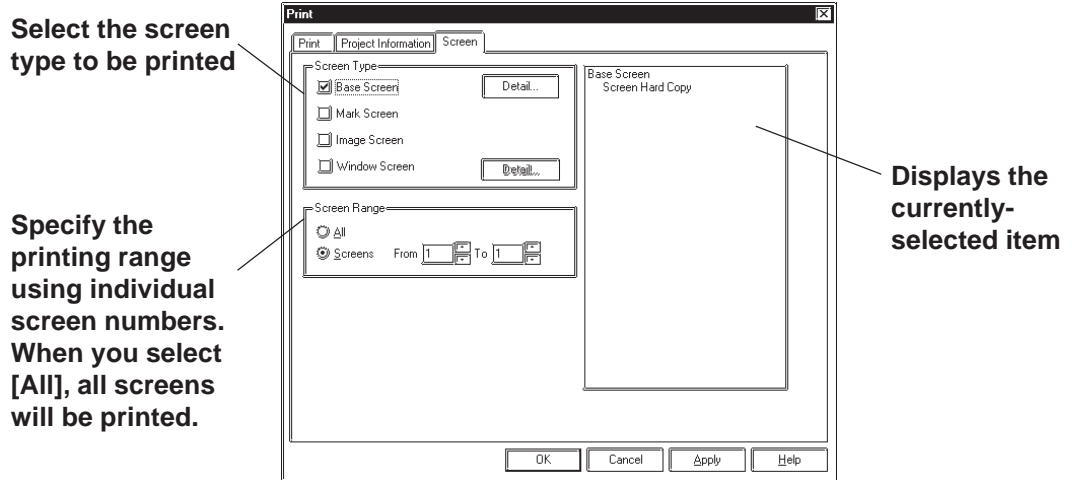 Select the screen
type to be printed
Specify the
printing range
using individual
screen numbers.
When you select
[All], all screens
will be printed.
Print
Print
Project Information
Screen
Screen Type
Base Screen
Detail...
Mark Screen
Image Screen
Window Screen
Detail...
Screen Range
All
Screens From 1 To 1
Base Screen
Screen Hard Copy
OK
Cancel
Apply
Help
Displays the
currently-
selected item